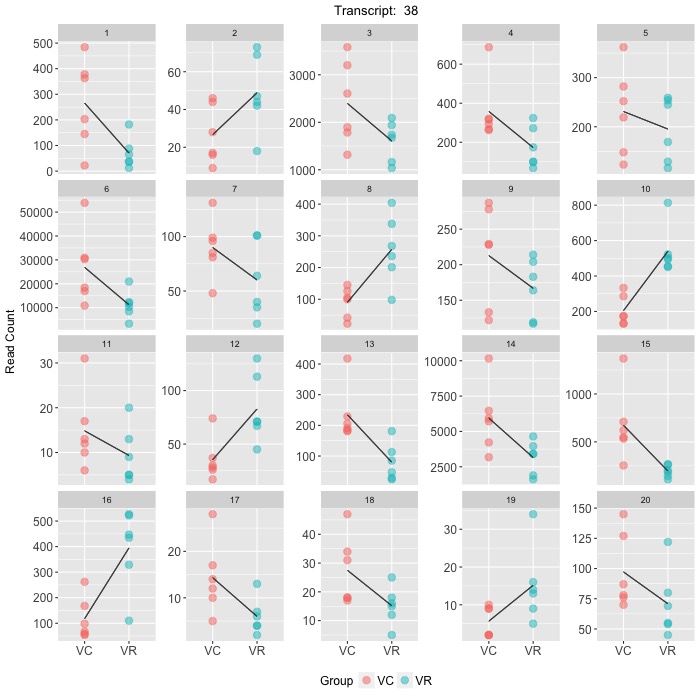 Transcript: 38
1 2 3 4 5
500 400 300 200 100 0
60 40 20
3000 2000 1000
600 400 200
300 200
6 7 8 9 10
50000 40000 30000 20000 10000
100 50
400 300 200 100
250 200 150
800 600 400 200
11 12 13 14 15
30 20 10
100 50
400 300 200 100
10000 7500 5000 2500
1000 500
16 17 18 19 20
500 400 300 200 100
20 10
40 30 20 10
30 20 10
150 125 100 75 50
VC VR VC VR VC VR VC VR VC VR
Read Count
Group VC VR